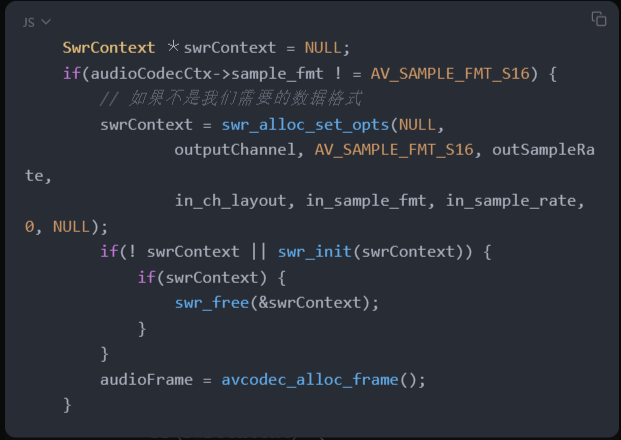 JS
SwrContext *swrContext = NULL;
if(audioCodecCtx->sample_fmt ! = AV_SAMPLE_FMT_S16) {
// 如果不是我们需要的数据格式
swrContext = swr_alloc_set_opts(NULL,
outputChannel, AV_SAMPLE_FMT_S16, outSampleRa
te,
in_ch_layout, in_sample_fmt, in_sample_rate,
0, NULL);
if(! swrContext || swr_init(swrContext)) {
if(swrContext) {
swr_free(&swrContext);
}
}
audioFrame = avcodec_alloc_frame();
}